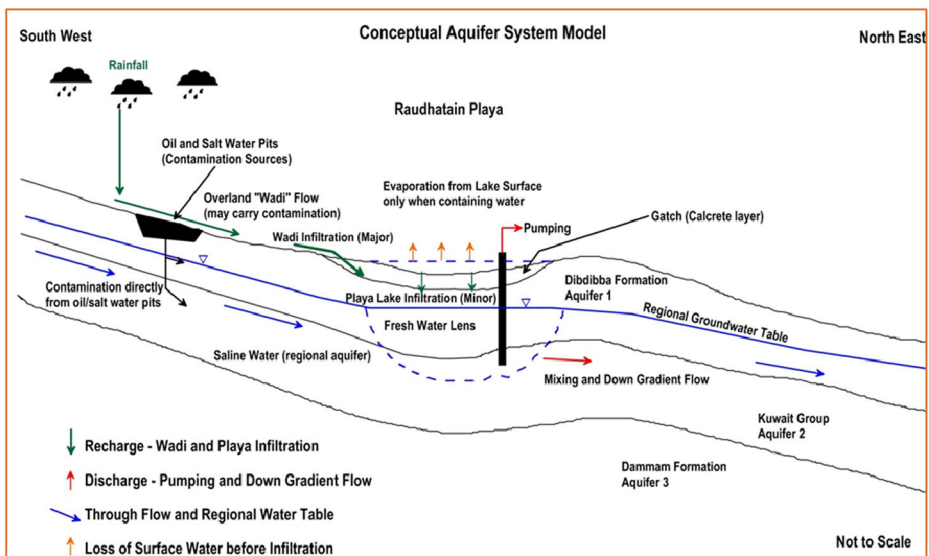 Conceptual Aquifer System Model
South West
North East
Rainfall
Raudhatain Playa
Oil and Salt Water Pits
(Contamination Sources)
Overland "Wadi" Flow
(may carry contamination)
Evaporation from Lake Surface
only when containing water
Gatch (Calcrete layer)
Pumping
Wadi Infiltration (Major)
Contamination directly
from oil/salt water pits
Playa Lake Infiltration (Minor)
Dibdibba Formation
Aquifer 1
Regional Groundwater Table
Fresh Water Lens
Saline Water (regional aquifer)
Mixing and Down Gradient Flow
Kuwait Group
Aquifer 2
Dammam Formation
Aquifer 3
Recharge - Wadi and Playa Infiltration
Discharge - Pumping and Down Gradient Flow
Through Flow and Regional Water Table
Loss of Surface Water before Infiltration
Not to Scale